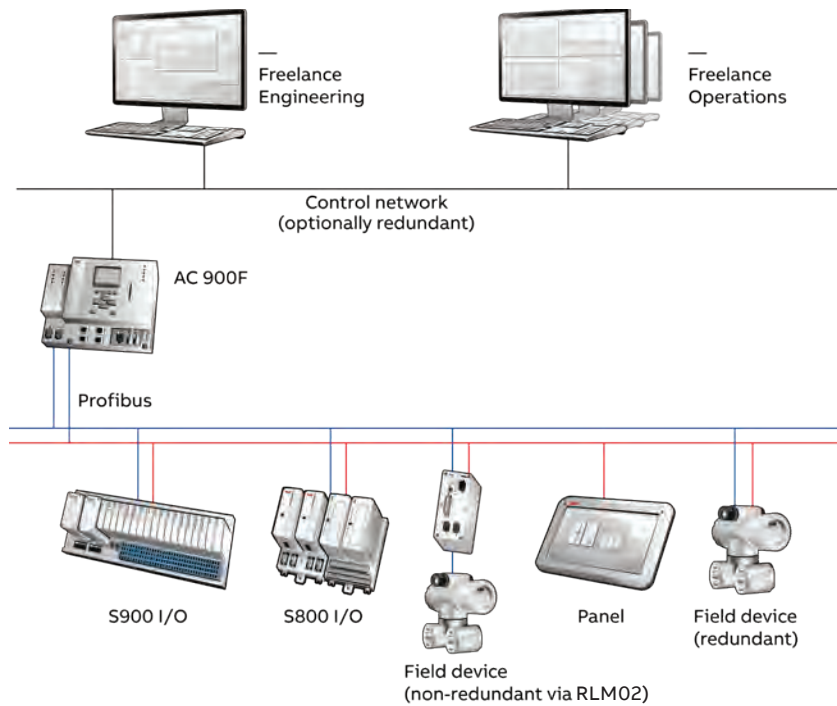 Freelance
Engineering
Freelance
Operations
Control network
(optionally redundant)
AC 900F
Profibus
S900 I/O
S800 I/O
Field device
(non-redundant via RLM02)
Panel
Field device
(redundant)